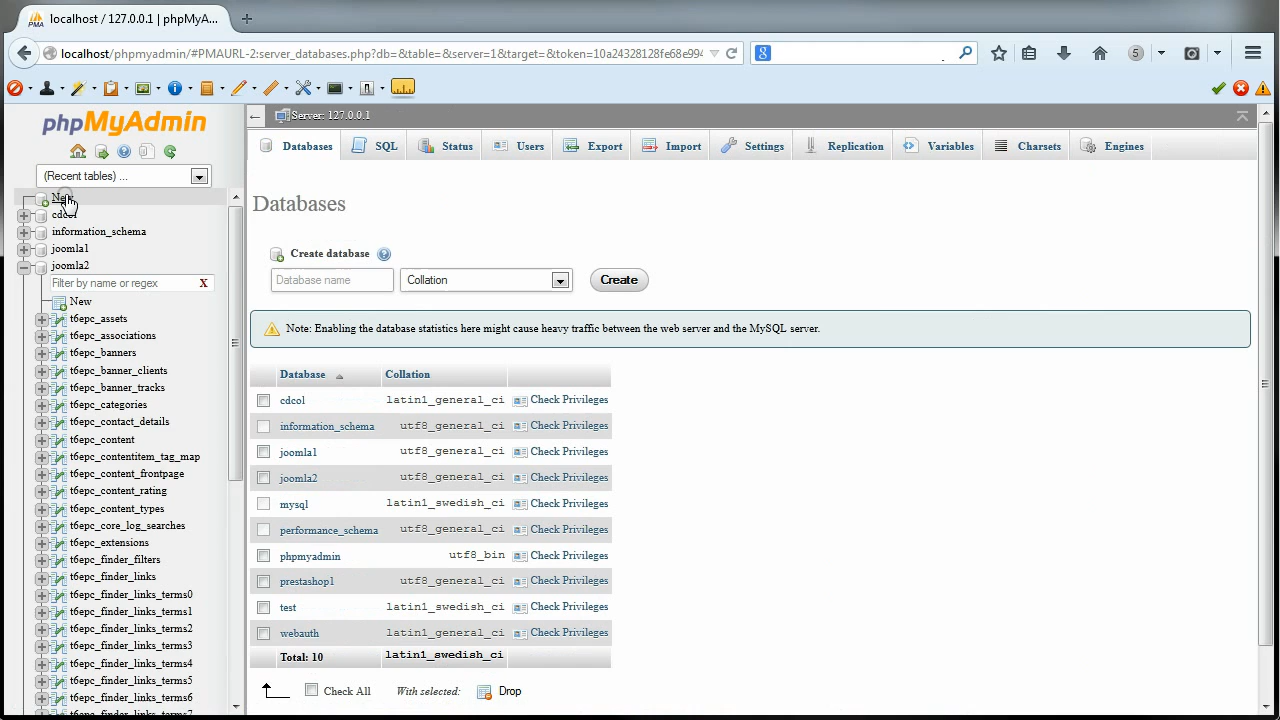 localhost / 127.0.0.1 | phpMyA...
localhost/phpmyadmin/#PMAURL-2:server_databases.php?db=&table=&server=1&target=&token=10a24328128fe68e994
5
phpMyAdmin
(Recent tables) ...
cdcol
information_schema
joomla1
joomla2
Filter by name or regex X
New
t6epc_assets
t6epc_associations
t6epc_banners
t6epc_banner_clients
t6epc_banner_tracks
t6epc_categories
t6epc_contact_details
t6epc_content
t6epc_contentitem_tag_map
t6epc_content_frontpage
t6epc_content_rating
t6epc_content_types
t6epc_core_log_searches
t6epc_extensions
t6epc_finder_filters
t6epc_finder_links
t6epc_finder_links_terms0
t6epc_finder_links_terms1
t6epc_finder_links_terms2
t6epc_finder_links_terms3
t6epc_finder_links_terms4
t6epc_finder_links_terms5
t6epc_finder_links_terms6
Server: 127.0.0.1
Databases SQL Status Users Export Import Settings Replication Variables Charsets Engines
Databases
Create database
Database name Collation Create
Note: Enabling the database statistics here might cause heavy traffic between the web server and the MySQL server.
Database Collation
cdcol latin1_general_ci Check Privileges
information_schema utf8_general_ci Check Privileges
joomla1 utf8_general_ci Check Privileges
joomla2 utf8_general_ci Check Privileges
mysql latin1_swedish_ci Check Privileges
performance_schema utf8_general_ci Check Privileges
phpmyadmin utf8_bin Check Privileges
prestashop1 utf8_general_ci Check Privileges
test latin1_swedish_ci Check Privileges
webauth latin1_general_ci Check Privileges
Total: 10 latin1_swedish_ci
Check All With selected: Drop